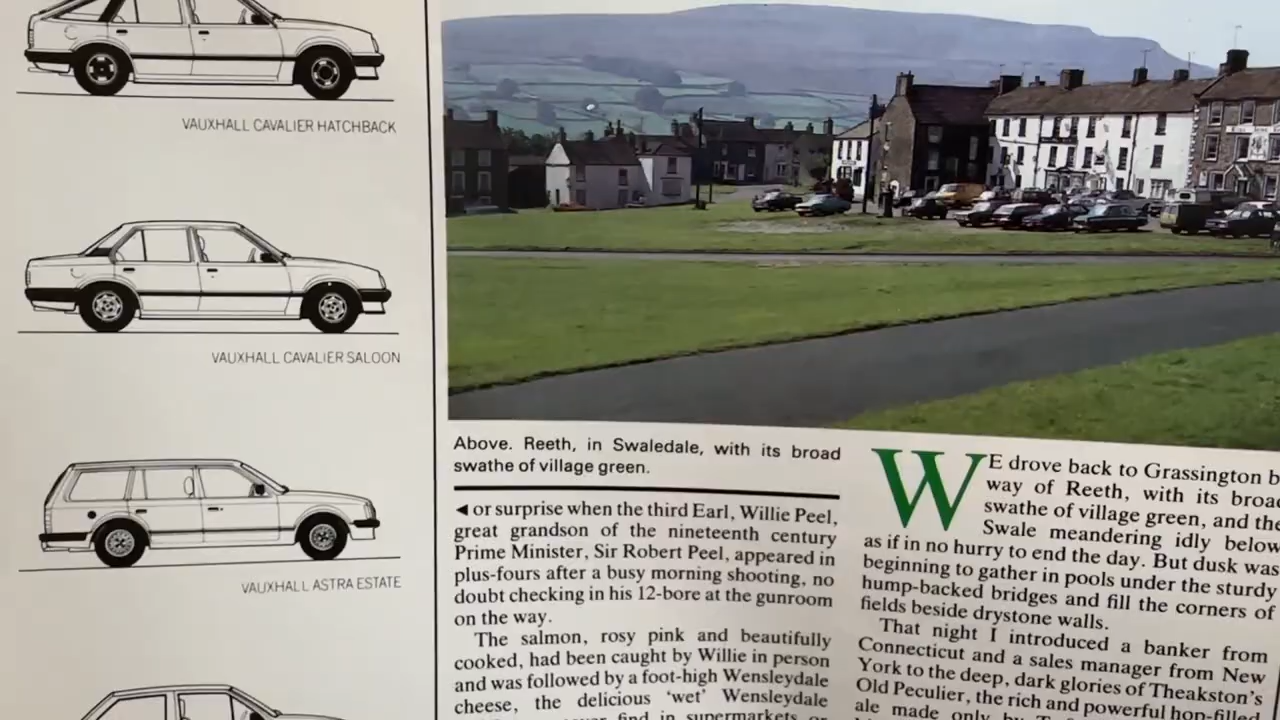 VAUXHALL CAVALIER HATCHBACK
VAUXHALL CAVALIER SALOON
VAUXHALL ASTRA ESTATE
Above. Reeth, in Swaledale, with its broad
swathe of village green.
◄ or surprise when the third Earl, Willie Peel,
great grandson of the nineteenth century
Prime Minister, Sir Robert Peel, appeared in
plus-fours after a busy morning shooting, no
doubt checking in his 12-bore at the gunroom
on the way.
The salmon, rosy pink and beautifully
cooked, had been caught by Willie in person
and was followed by a foot-high Wensleydale
cheese, the delicious 'wet' Wensleydale
find in supermarkets or
WE drove back to Grassington b
way of Reeth, with its broad
swathe of village green, and the
Swale meandering idly below
as if in no hurry to end the day. But dusk was
beginning to gather in pools under the sturdy
hump-backed bridges and fill the corners of
fields beside drystone walls.
That night I introduced a banker from
Connecticut and a sales manager from New
York to the deep, dark glories of Theakston's
Old Peculier, the rich and powerful hop-filled
ale made only by T